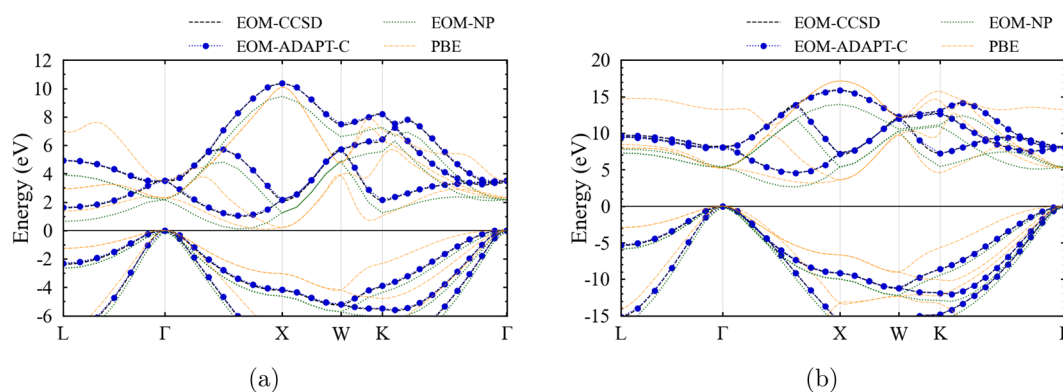 EOM-CCSD EOM-NP
EOM-ADAPT-C PBE
12
10
8
6
4
2
0
-2
-4
-6
Energy (eV)
L Γ X W K Γ
(a)
EOM-CCSD EOM-NP
EOM-ADAPT-C PBE
20
15
10
5
0
-5
-10
-15
Energy (eV)
L Γ X W K
(b)